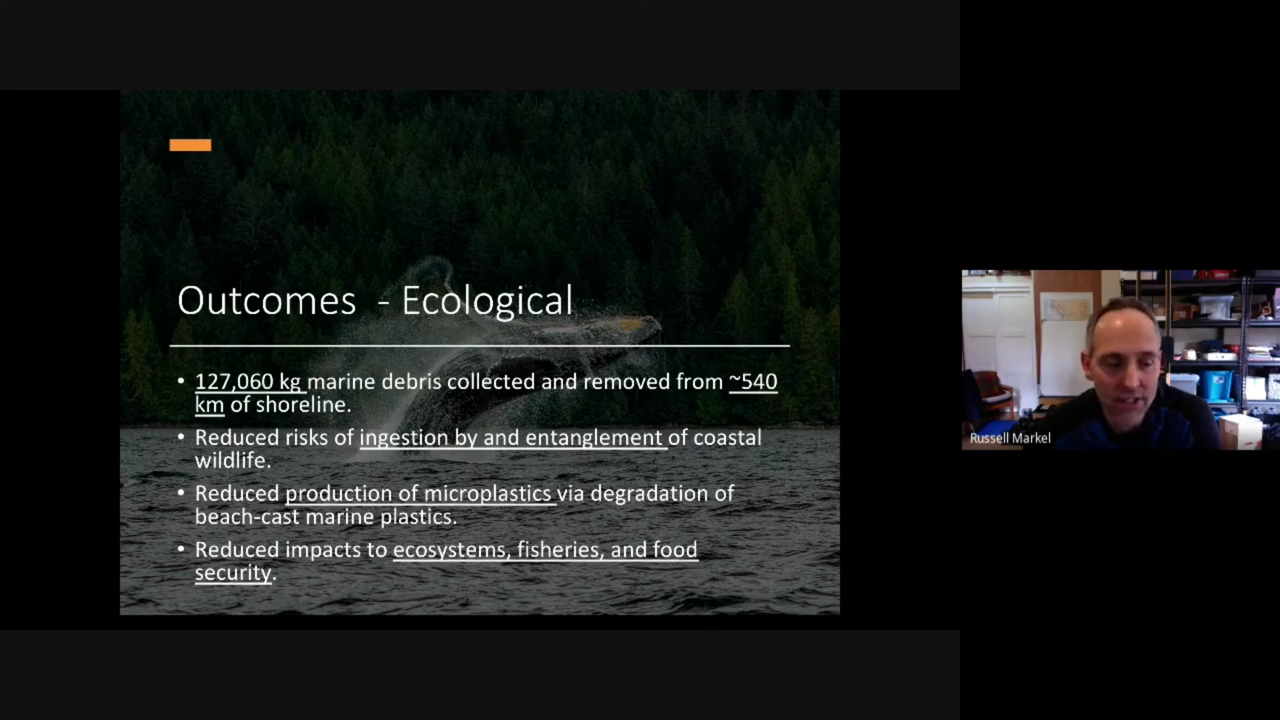 Outcomes - Ecological
• 127,060 kg marine debris collected and removed from ~540
km of shoreline.
• Reduced risks of ingestion by and entanglement of coastal
wildlife.
• Reduced production of microplastics via degradation of
beach-cast marine plastics.
• Reduced impacts to ecosystems, fisheries, and food
security.
Russell Markel